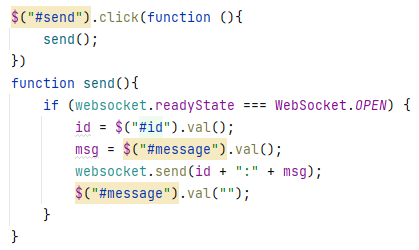 $("#send").click(function (){
    send();
})
function send(){
    if (websocket.readyState === WebSocket.OPEN) {
        id = $("#id").val();
        msg = $("#message").val();
        websocket.send(id + ":" + msg);
        $("#message").val("");
    }
}